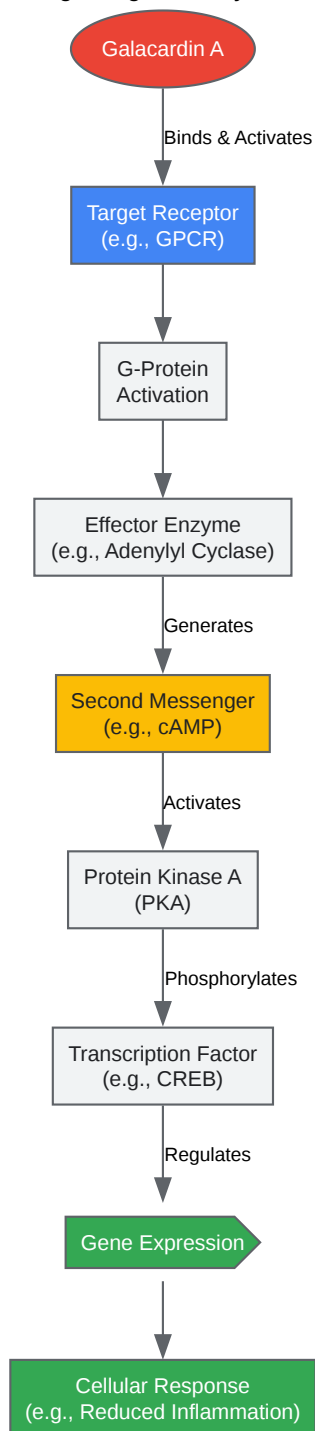 Galacardin A
Binds & Activates
Target Receptor
(e.g., GPCR)
G-Protein
Activation
Effector Enzyme
(e.g., Adenylyl Cyclase)
Generates
Second Messenger
(e.g., cAMP)
Activates
Protein Kinase A
(PKA)
Phosphorylates
Transcription Factor
(e.g., CREB)
Regulates
Gene Expression
Cellular Response
(e.g., Reduced Inflammation)